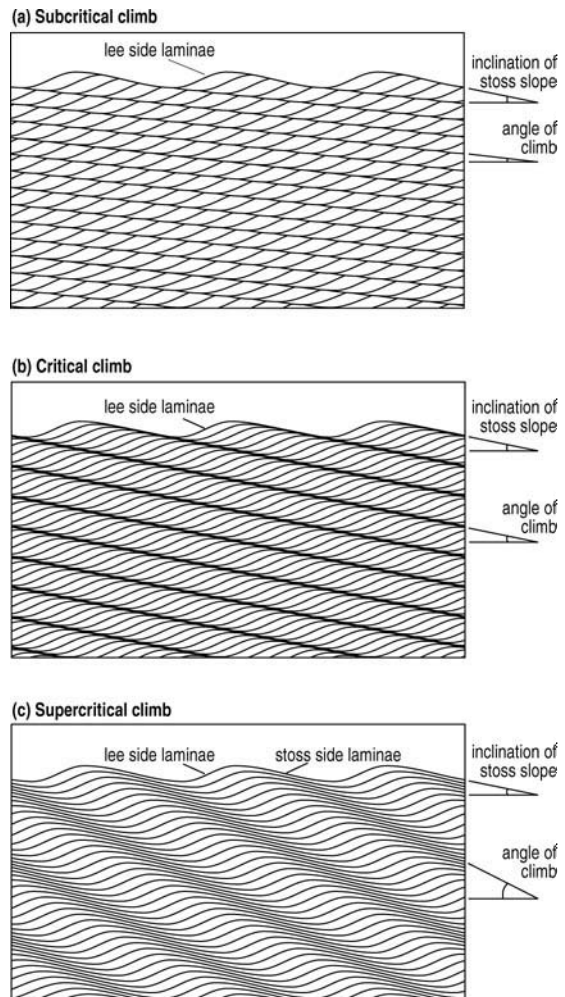 (a) Subcritical climb
lee side laminae
inclination of
stoss slope
angle of
climb
(b) Critical climb
lee side laminae
inclination of
stoss slope
angle of
climb
(c) Supercritical climb
lee side laminae
stoss side laminae
inclination of
stoss slope
angle of
climb